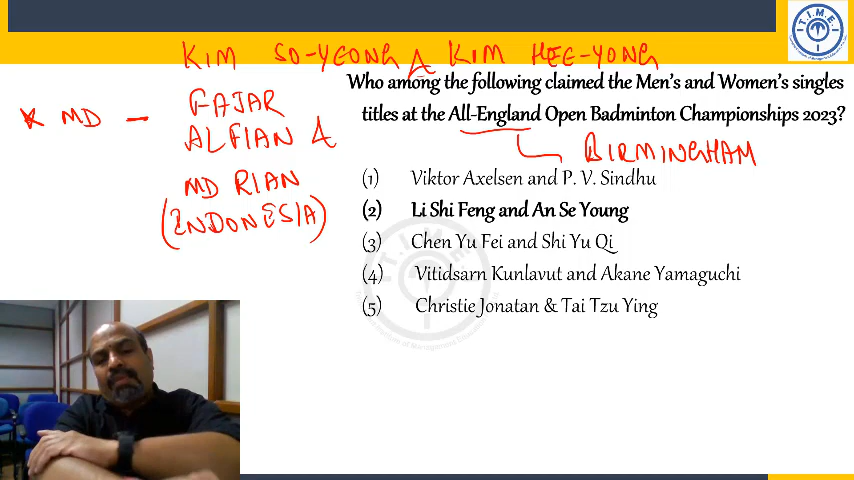 T.I.M.E.
KIM SO-YEONG & KIM HEE-YONG
Who among the following claimed the Men's and Women's singles
titles at the All-England Open Badminton Championships 2023?
* MD - FAJAR
ALFIAN &
MD RIAN
(INDONESIA)
BIRMINGHAM
(1) Viktor Axelsen and P. V. Sindhu
(2) Li Shi Feng and An Se Young
(3) Chen Yu Fei and Shi Yu Qi
(4) Vitidsarn Kunlavut and Akane Yamaguchi
(5) Christie Jonatan & Tai Tzu Ying
T.I.M.E.